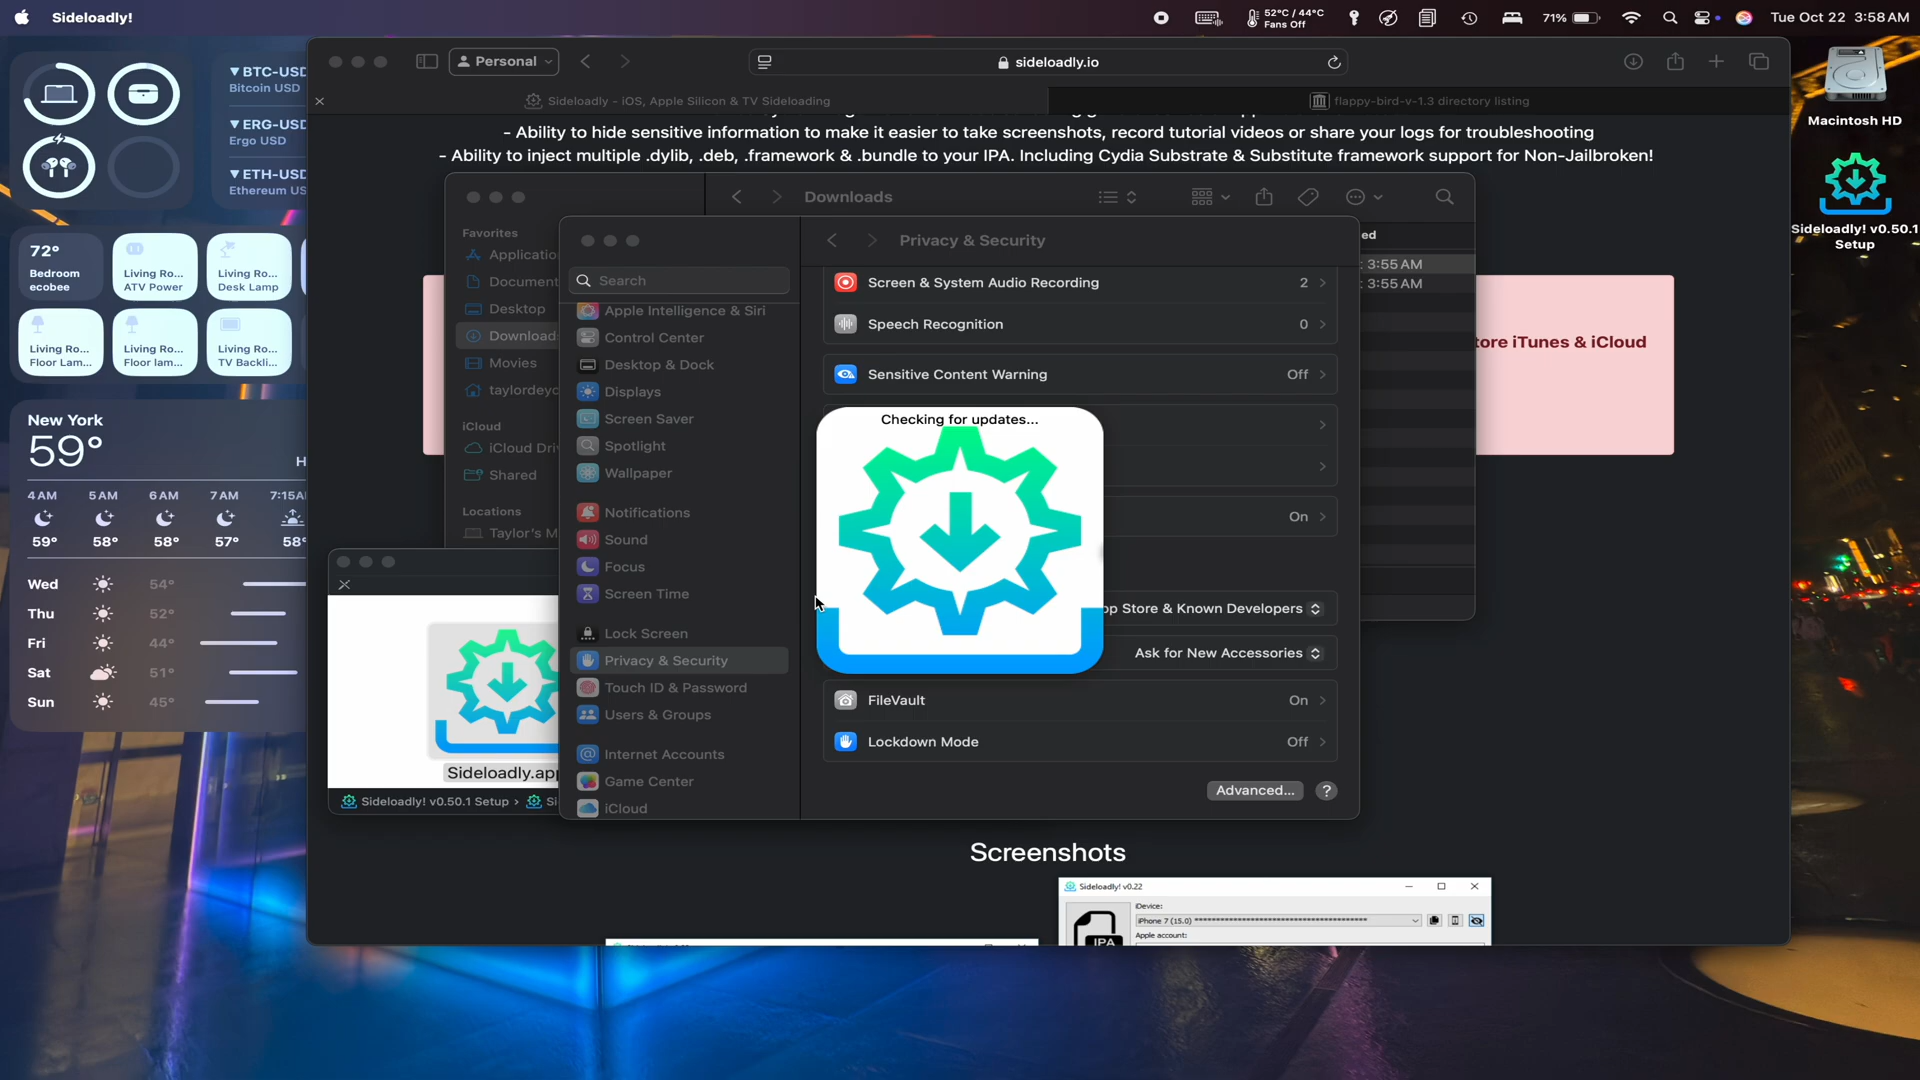 Sideloadly!
52°C / 44°C
Fans Off
71%
Tue Oct 22 3:58 AM
Personal
sideloadly.io
Sideloadly - iOS, Apple Silicon & TV Sideloading
flappy-bird-v-1.3 directory listing
- Ability to hide sensitive information to make it easier to take screenshots, record tutorial videos or share your logs for troubleshooting
- Ability to inject multiple .dylib, .deb, .framework & .bundle to your IPA. Including Cydia Substrate & Substitute framework support for Non-Jailbroken!
▼ BTC-USD
Bitcoin USD
▼ ERG-USD
Ergo USD
▼ ETH-USD
Ethereum US
72°
Bedroom
ecobee
Living Ro...
ATV Power
Living Ro...
Desk Lamp
Living Ro...
Floor Lam...
Living Ro...
Floor lam...
Living Ro...
TV Backli...
New York
59°
H
4 AM 5 AM 6 AM 7 AM 7:15A
59° 58° 58° 57° 58°
Wed 54°
Thu 52°
Fri 44°
Sat 51°
Sun 45°
Macintosh HD
Sideloadly! v0.50.1
Setup
Downloads
Favorites
Applicatio
Document
Desktop
Download
Movies
taylordeyo
iCloud
iCloud Driv
Shared
Locations
Taylor's M
ed
3:55 AM
3:55 AM
tore iTunes & iCloud
Privacy & Security
Search
Apple Intelligence & Siri
Control Center
Desktop & Dock
Displays
Screen Saver
Spotlight
Wallpaper
Notifications
Sound
Focus
Screen Time
Lock Screen
Privacy & Security
Touch ID & Password
Users & Groups
Internet Accounts
Game Center
iCloud
Screen & System Audio Recording 2
Speech Recognition 0
Sensitive Content Warning Off
Checking for updates...
On
pp Store & Known Developers
Ask for New Accessories
FileVault On
Lockdown Mode Off
Advanced...
?
Sideloadly.app
Sideloadly! v0.50.1 Setup › Si
Screenshots
Sideloadly! v0.22
iDevice:
iPhone 7 (15.0) ****************************************
Apple account:
IPA